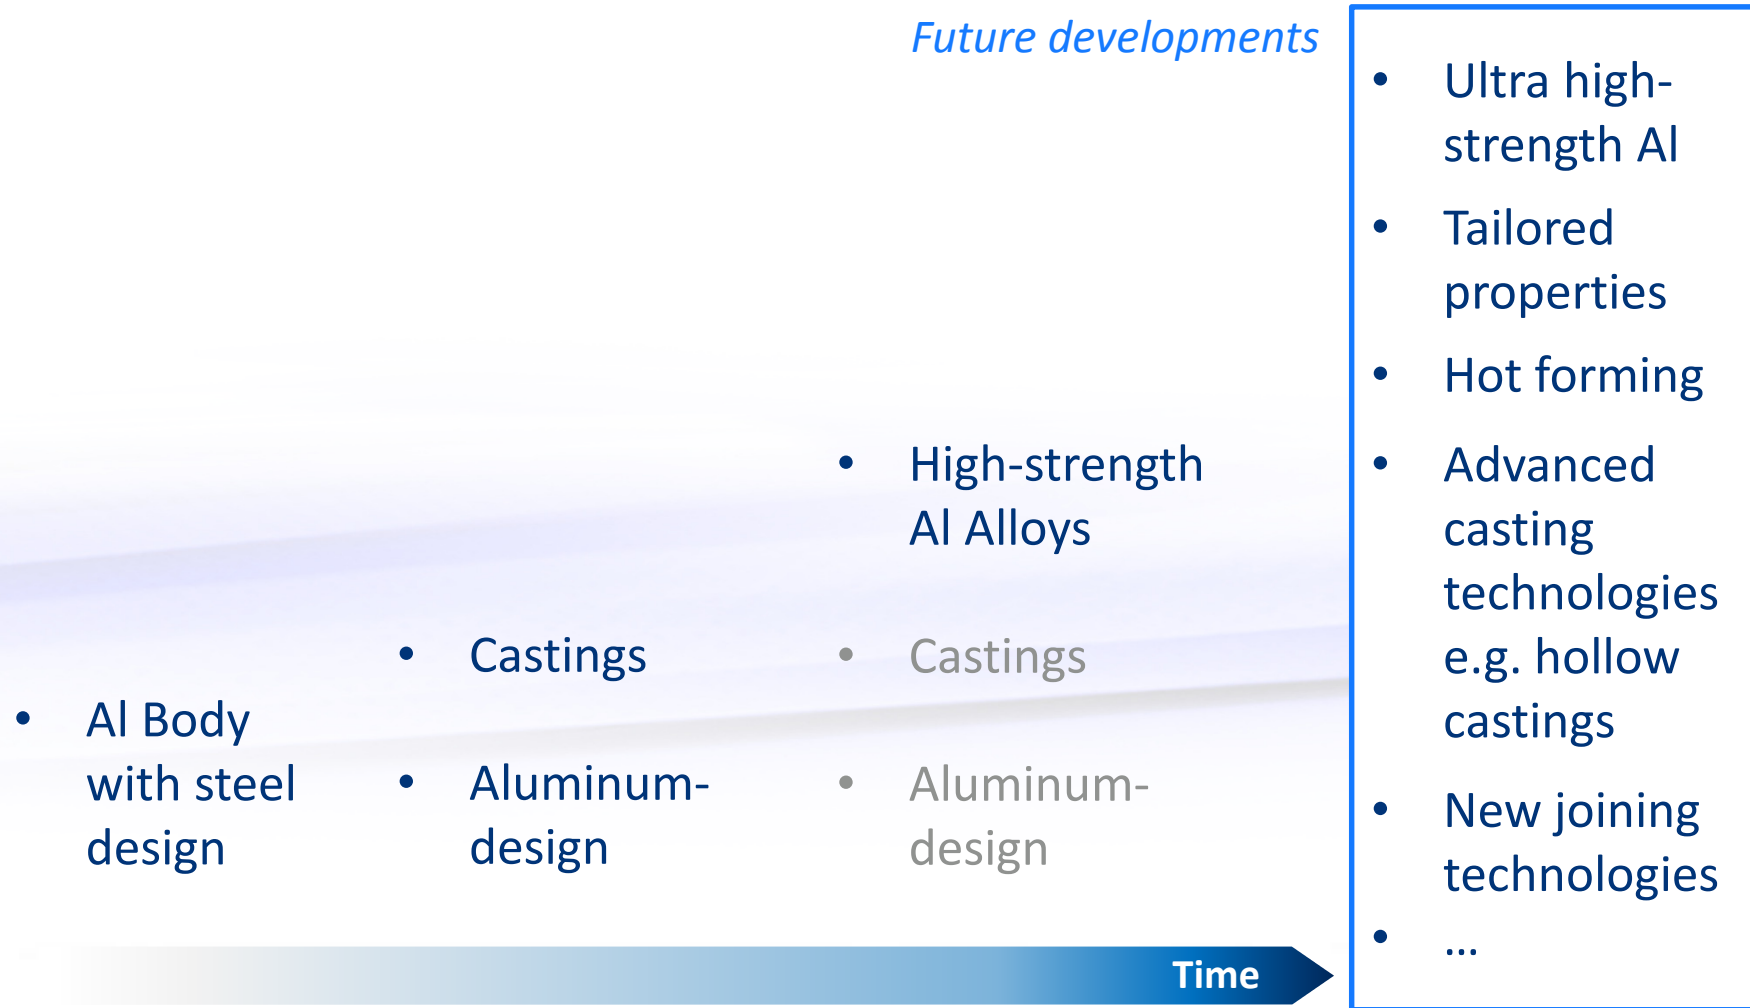 Future developments
• Al Body
with steel
design
• Castings
• Aluminum-
design
• High-strength
Al Alloys
• Castings
• Aluminum-
design
• Ultra high-
strength Al
• Tailored
properties
• Hot forming
• Advanced
casting
technologies
e.g. hollow
castings
• New joining
technologies
• ...
Time